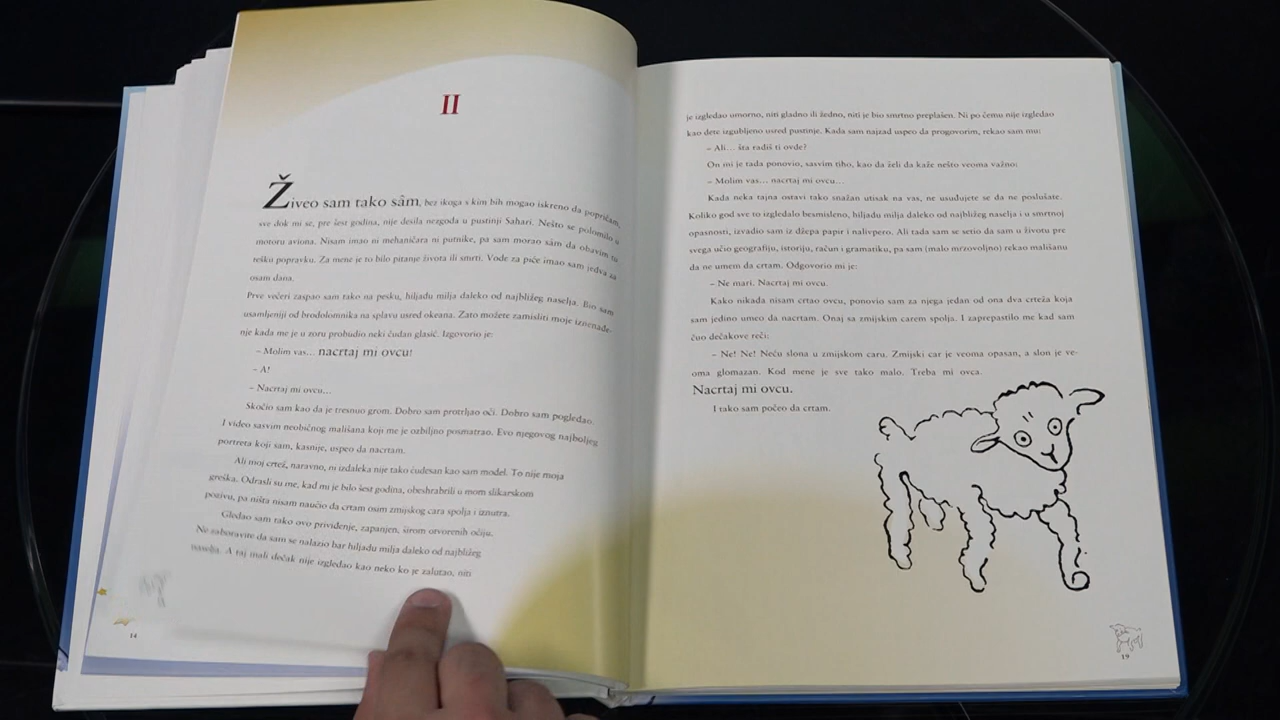 II
Živeo sam tako sâm, bez ikoga s kim bih mogao iskreno da popričam,
sve dok mi se, pre šest godina, nije desila nezgoda u pustinji Sahari. Nešto se polomilo u
motoru aviona. Nisam imao ni mehaničara ni putnike, pa sam morao sâm da obavim tu
tešku popravku. Za mene je to bilo pitanje života ili smrti. Vode za piće imao sam jedva za
osam dana.
Prve večeri zaspao sam tako na pesku, hiljadu milja daleko od najbližeg naselja. Bio sam
usamljeniji od brodolomnika na splavu usred okeana. Zato možete zamisliti moje iznenađe-
nje kada me je u zoru probudio neki čudan glasić. Izgovorio je:
– Molim vas... nacrtaj mi ovcu!
– A!
– Nacrtaj mi ovcu...
Skočio sam kao da je tresnuo grom. Dobro sam protrljao oči. Dobro sam pogledao.
I video sasvim neobičnog mališana koji me je ozbiljno posmatrao. Evo njegovog najboljeg
portreta koji sam, kasnije, uspeo da nacrtam.
Ali moj crtež, naravno, ni izdaleka nije tako čudesan kao sam model. To nije moja
greška. Odrasli su me, kad mi je bilo šest godina, obeshrabrili u mom slikarskom
pozivu, pa ništa nisam naučio da crtam osim zmijskog cara spolja i iznutra.
Gledao sam tako ovo priviđenje, zapanjen, širom otvorenih očiju.
Ne zaboravite da sam se nalazio bar hiljadu milja daleko od najbližeg
naselja. A taj mali dečak nije izgledao kao neko ko je zalutao, niti
14
je izgledao umorno, niti gladno ili žedno, niti je bio smrtno preplašen. Ni po čemu nije izgledao
kao dete izgubljeno usred pustinje. Kada sam najzad uspeo da progovorim, rekao sam mu:
– Ali... šta radiš ti ovde?
On mi je tada ponovio, sasvim tiho, kao da želi da kaže nešto veoma važno:
– Molim vas... nacrtaj mi ovcu...
Kada neka tajna ostavi tako snažan utisak na vas, ne usuđujete se da ne poslušate.
Koliko god sve to izgledalo besmisleno, hiljadu milja daleko od najbližeg naselja i u smrtnoj
opasnosti, izvadio sam iz džepa papir i nalivpero. Ali tada sam se setio da sam u životu pre
svega učio geografiju, istoriju, račun i gramatiku, pa sam (malo mrzovoljno) rekao mališanu
da ne umem da crtam. Odgovorio mi je:
– Ne mari. Nacrtaj mi ovcu.
Kako nikada nisam crtao ovcu, ponovio sam za njega jedan od ona dva crteža koja
sam jedino umeo da nacrtam. Onaj sa zmijskim carem spolja. I zaprepastilo me kad sam
čuo dečakove reči:
– Ne! Ne! Neću slona u zmijskom caru. Zmijski car je veoma opasan, a slon je ve-
oma glomazan. Kod mene je sve tako malo. Treba mi ovca.
Nacrtaj mi ovcu.
I tako sam počeo da crtam.
19